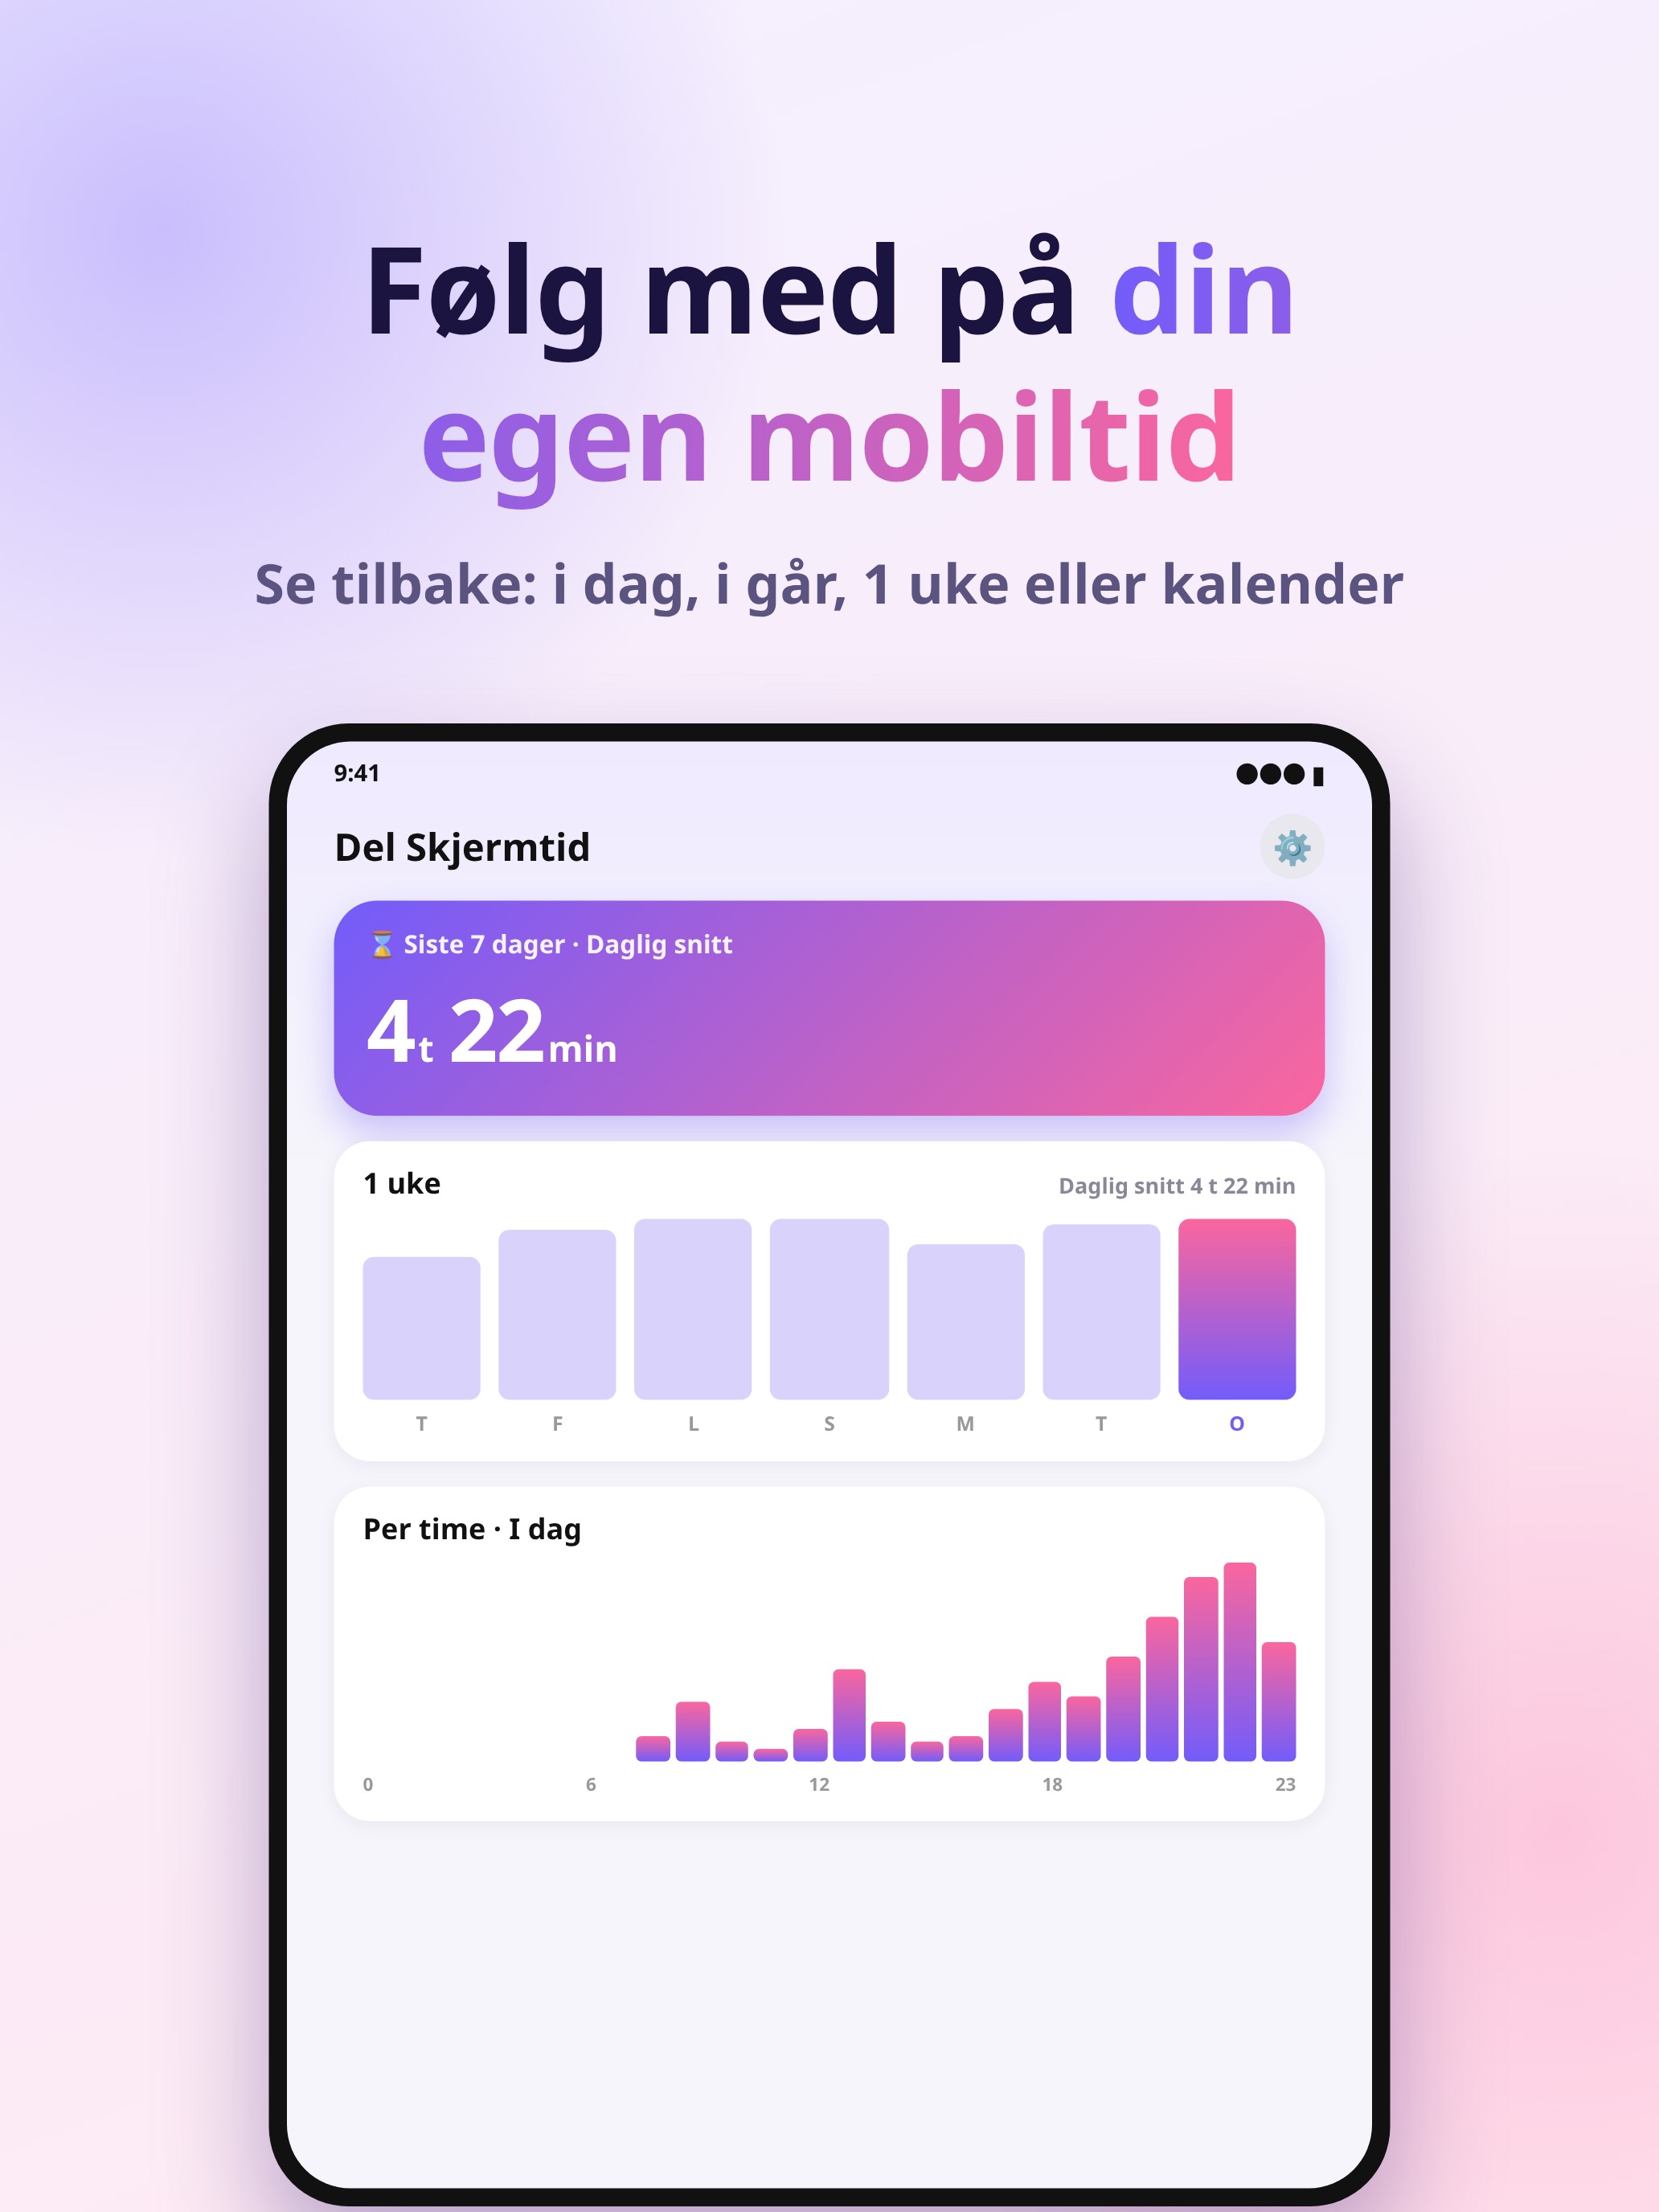 Følg med på din
egen mobiltid
Se tilbake: i dag, i går, 1 uke eller kalender
9:41
Del Skjermtid
⌛ Siste 7 dager · Daglig snitt
4t 22min
1 uke
Daglig snitt 4 t 22 min
T F L S M T O
Per time · I dag
0 6 12 18 23